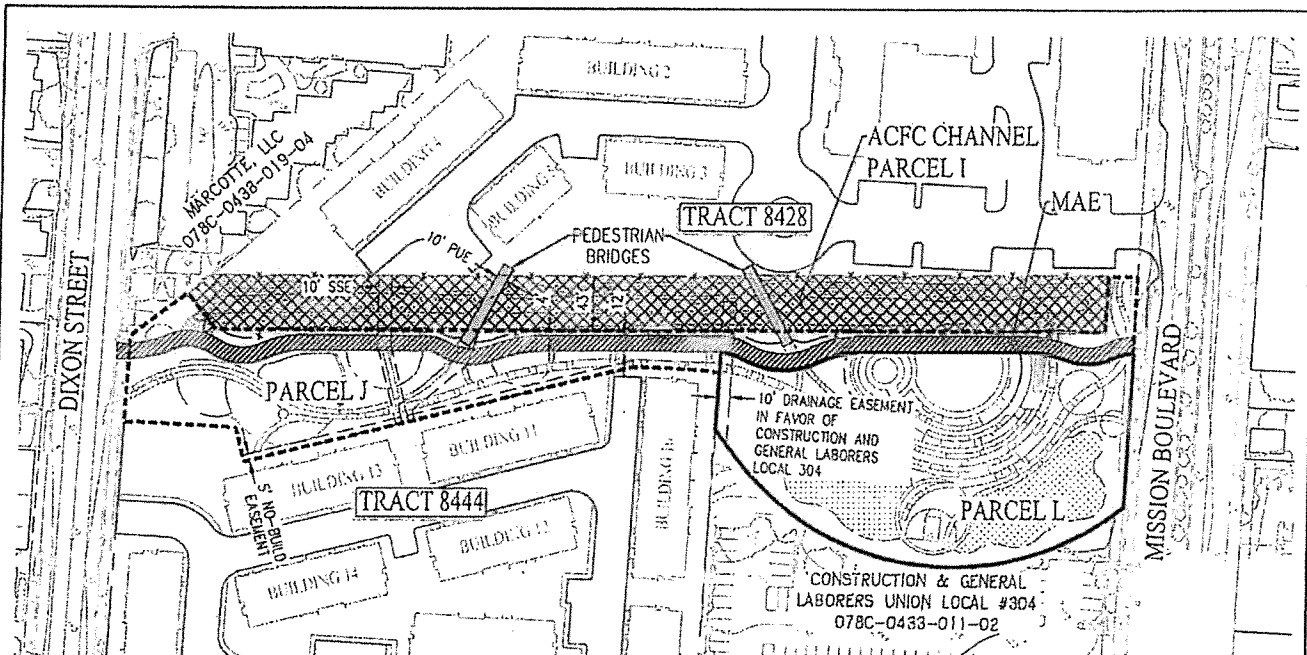 BUILDING 2
MARCOTTE, LLC
078C-0438-019-04
BUILDING 4
BUILDING 3
ACFC CHANNEL
PARCEL I
MAE
TRACT 8428
10' PUE
PEDESTRIAN
BRIDGES
10' SSE
43'
12'
DIXON STREET
PARCEL J
10' DRAINAGE EASEMENT
IN FAVOR OF
CONSTRUCTION AND
GENERAL LABORERS
LOCAL 304
BUILDING 11
BUILDING 13
5' NO-BUILD
EASEMENT
TRACT 8444
BUILDING 12
BUILDING 14
PARCEL L
MISSION BOULEVARD
CONSTRUCTION & GENERAL
LABORERS UNION LOCAL #304
078C-0433-011-02